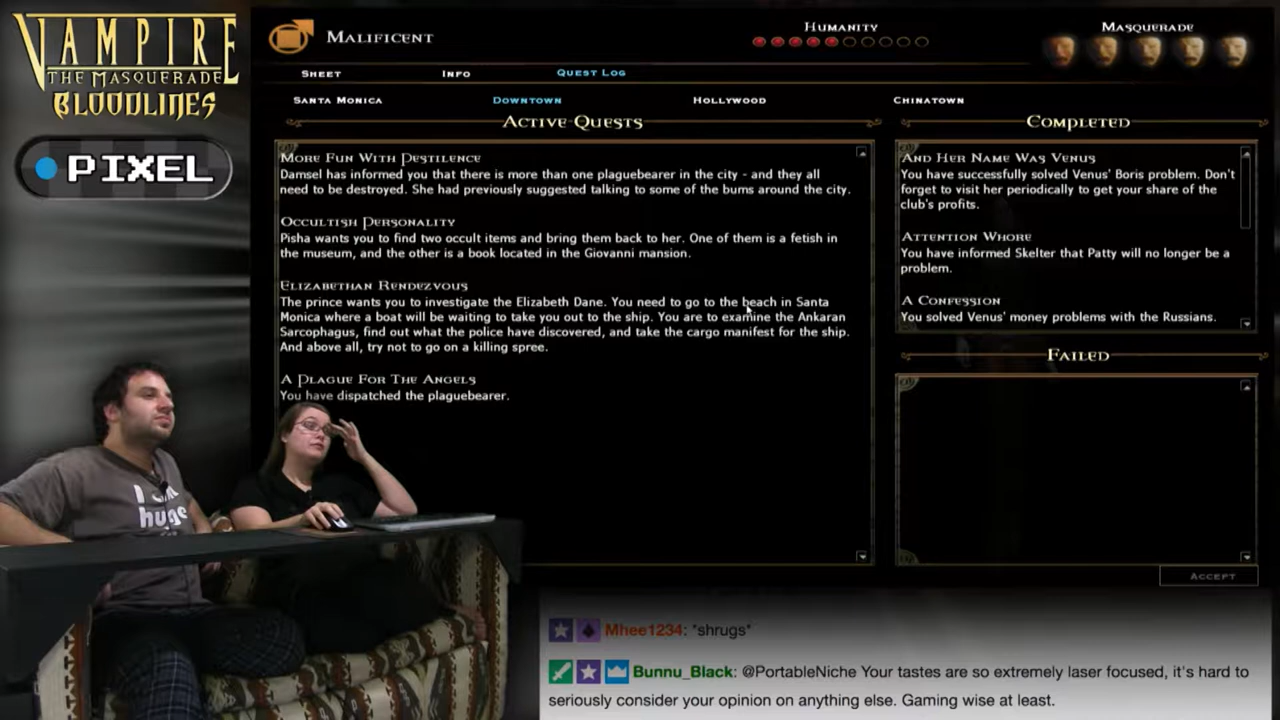 VAMPIRE
THE MASQUERADE
BLOODLINES
PIXEL
Malificent
Humanity
Masquerade
Sheet
Info
Quest Log
Santa Monica
Downtown
Hollywood
Chinatown
Active Quests
More Fun With Pestilence
Damsel has informed you that there is more than one plaguebearer in the city - and they all
need to be destroyed. She had previously suggested talking to some of the bums around the city.
Occultish Personality
Pisha wants you to find two occult items and bring them back to her. One of them is a fetish in
the museum, and the other is a book located in the Giovanni mansion.
Elizabethan Rendezvous
The prince wants you to investigate the Elizabeth Dane. You need to go to the beach in Santa
Monica where a boat will be waiting to take you out to the ship. You are to examine the Ankaran
Sarcophagus, find out what the police have discovered, and take the cargo manifest for the ship.
And above all, try not to go on a killing spree.
A Plague For The Angels
You have dispatched the plaguebearer.
Completed
And Her Name Was Venus
You have successfully solved Venus' Boris problem. Don't
forget to visit her periodically to get your share of the
club's profits.
Attention Whore
You have informed Skelter that Patty will no longer be a
problem.
A Confession
You solved Venus' money problems with the Russians.
Failed
Accept
huge
Mhee1234: *shrugs*
Bunnu_Black: @PortableNiche Your tastes are so extremely laser focused, it's hard to
seriously consider your opinion on anything else. Gaming wise at least.